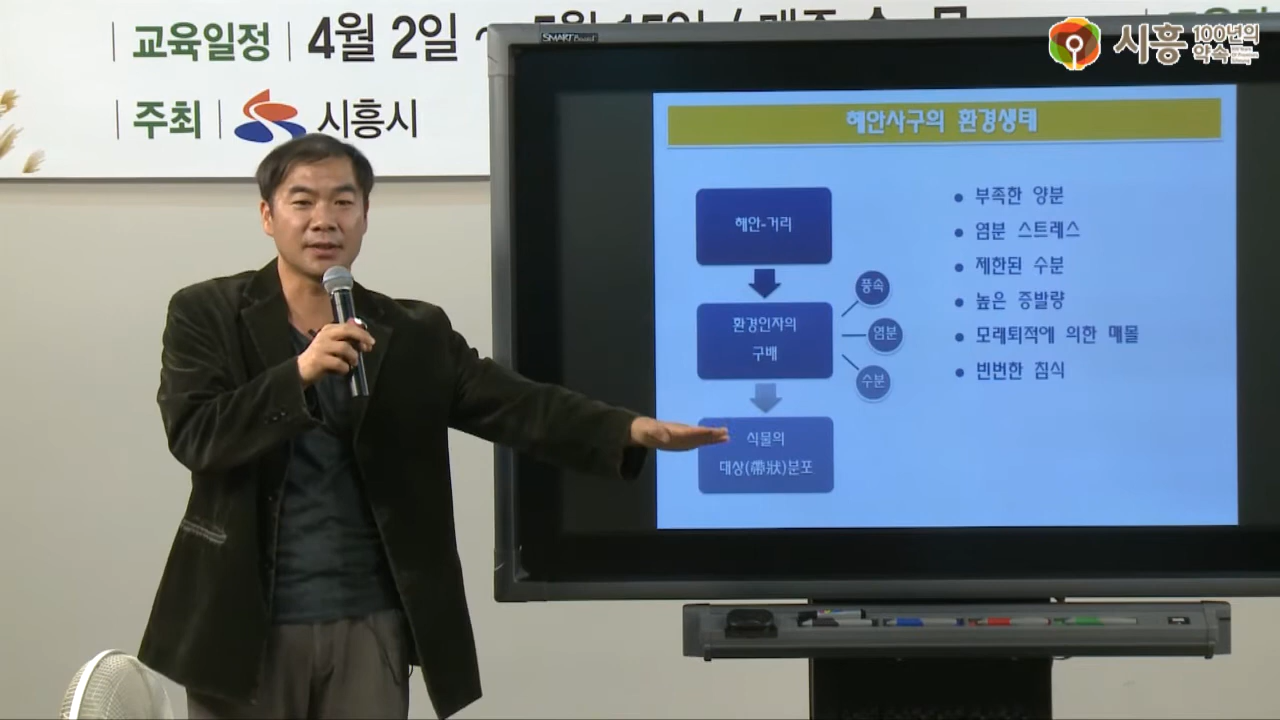 교육일정 4월 2일 ~
주최 시흥시
SMART Board
시흥 100년의 약속
해안사구의 환경생태
해안-거리
환경인자의
구배
풍속
염분
수분
식물의
대상(帶狀)분포
• 부족한 양분
• 염분 스트레스
• 제한된 수분
• 높은 증발량
• 모래퇴적에 의한 매몰
• 빈번한 침식